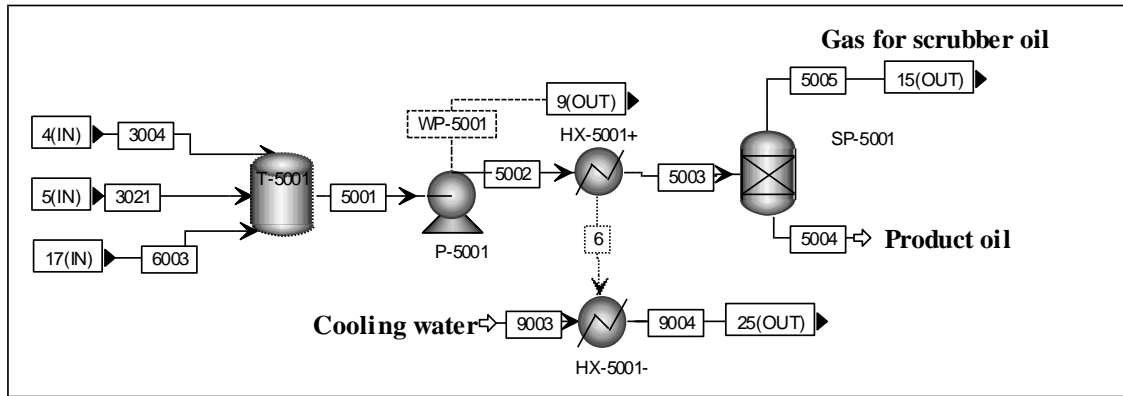 Gas for scrubber oil
5005
15(OUT)
9(OUT)
WP-5001
HX-5001+
SP-5001
4(IN)
3004
5002
5003
T-5001
5(IN)
3021
5001
P-5001
6
5004
Product oil
17(IN)
6003
Cooling water
9003
9004
25(OUT)
HX-5001-